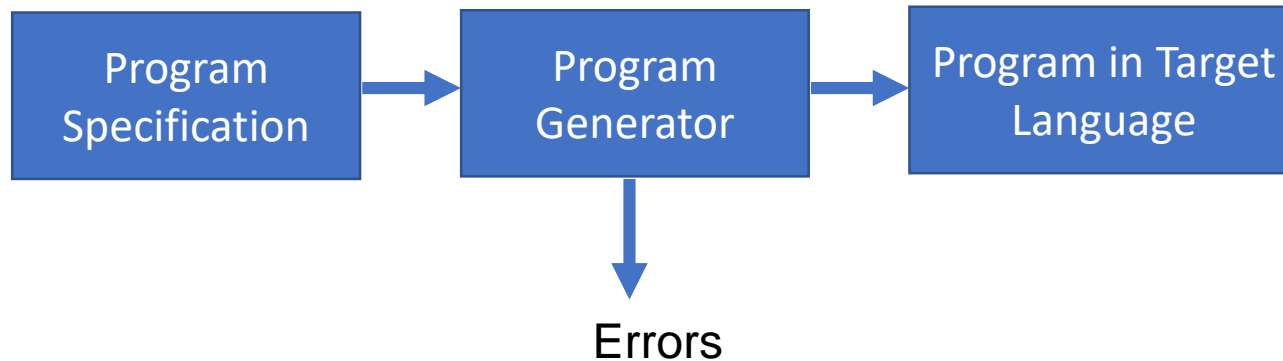 Program
Specification
Program
Generator
Program in Target
Language
Errors